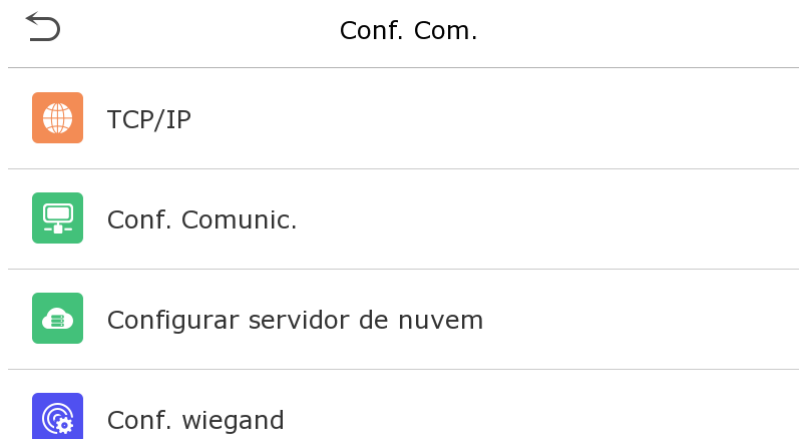 Conf. Com.
TCP/IP
Conf. Comunic.
Configurar servidor de nuvem
Conf. wiegand